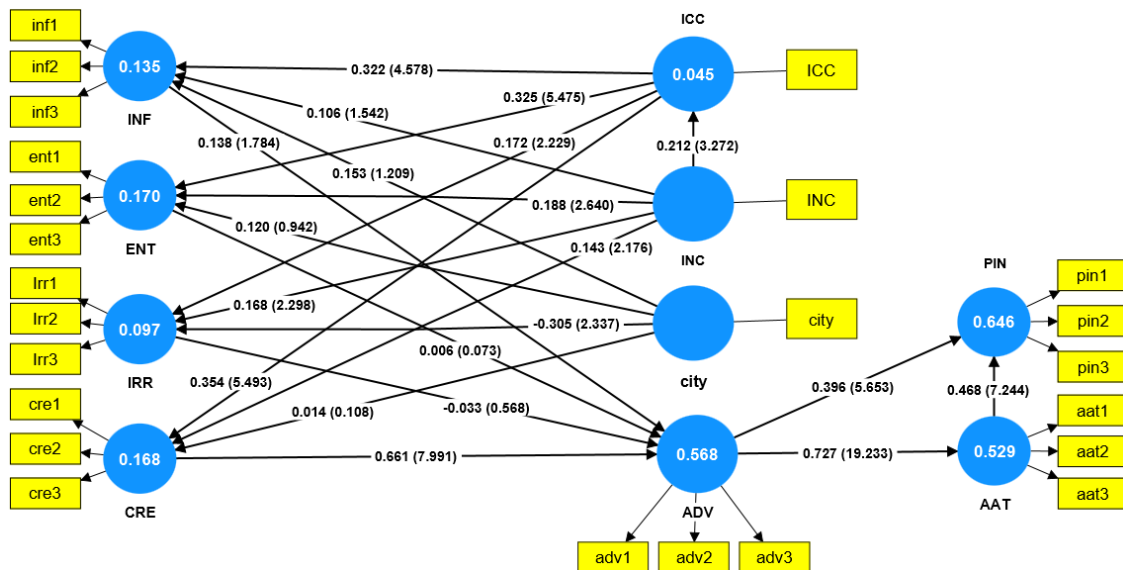 ICC
inf1
inf2
inf3
0.135
INF
0.322 (4.578)
0.045
ICC
0.325 (5.475)
0.106 (1.542)
0.138 (1.784)
0.172 (2.229)
0.212 (3.272)
0.153 (1.209)
ent1
ent2
ent3
0.170
ENT
0.188 (2.640)
INC
INC
0.120 (0.942)
0.143 (2.176)
Irr1
Irr2
Irr3
0.097
IRR
0.168 (2.298)
-0.305 (2.337)
city
city
PIN
0.646
pin1
pin2
pin3
0.006 (0.073)
0.354 (5.493)
0.014 (0.108)
-0.033 (0.568)
0.396 (5.653)
0.468 (7.244)
cre1
cre2
cre3
0.168
CRE
0.661 (7.991)
0.568
ADV
0.727 (19.233)
0.529
AAT
aat1
aat2
aat3
adv1
adv2
adv3